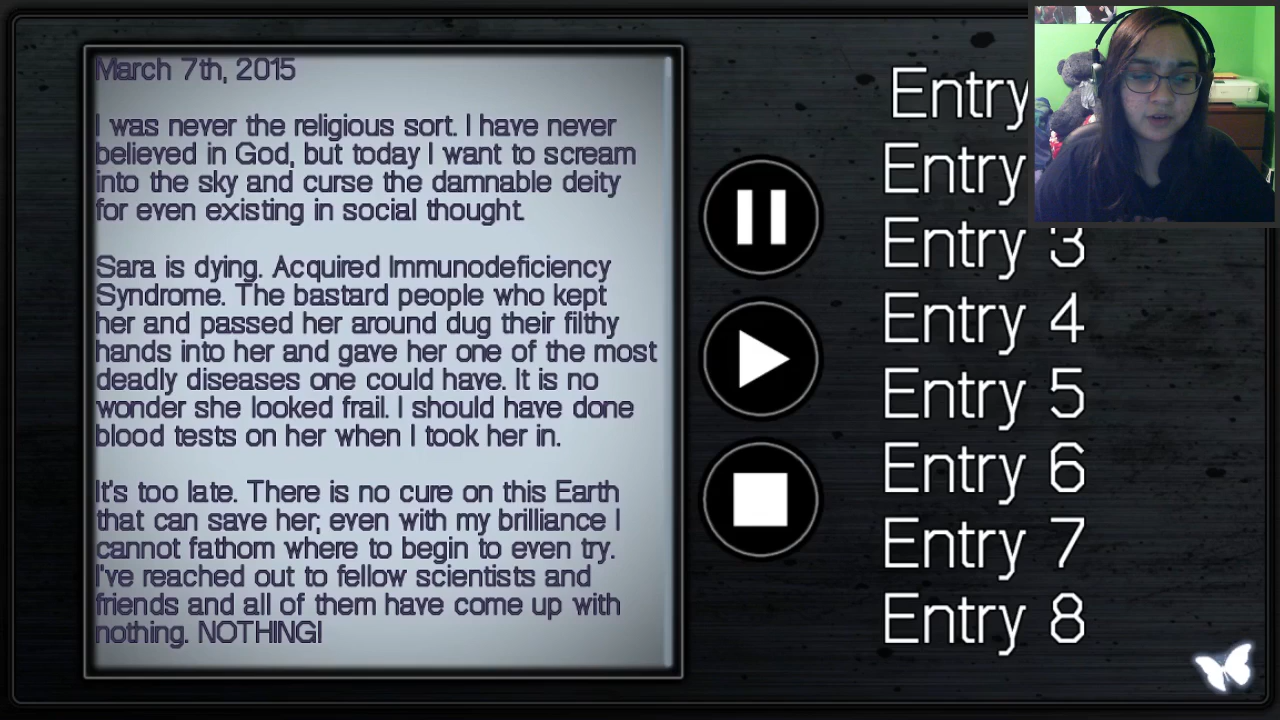 March 7th, 2015
I was never the religious sort. I have never
believed in God, but today I want to scream
into the sky and curse the damnable deity
for even existing in social thought.
Sara is dying. Acquired Immunodeficiency
Syndrome. The bastard people who kept
her and passed her around dug their filthy
hands into her and gave her one of the most
deadly diseases one could have. It is no
wonder she looked frail. I should have done
blood tests on her when I took her in.
It's too late. There is no cure on this Earth
that can save her; even with my brilliance I
cannot fathom where to begin to even try.
I've reached out to fellow scientists and
friends and all of them have come up with
nothing. NOTHING!
Entry
Entry
Entry 3
Entry 4
Entry 5
Entry 6
Entry 7
Entry 8